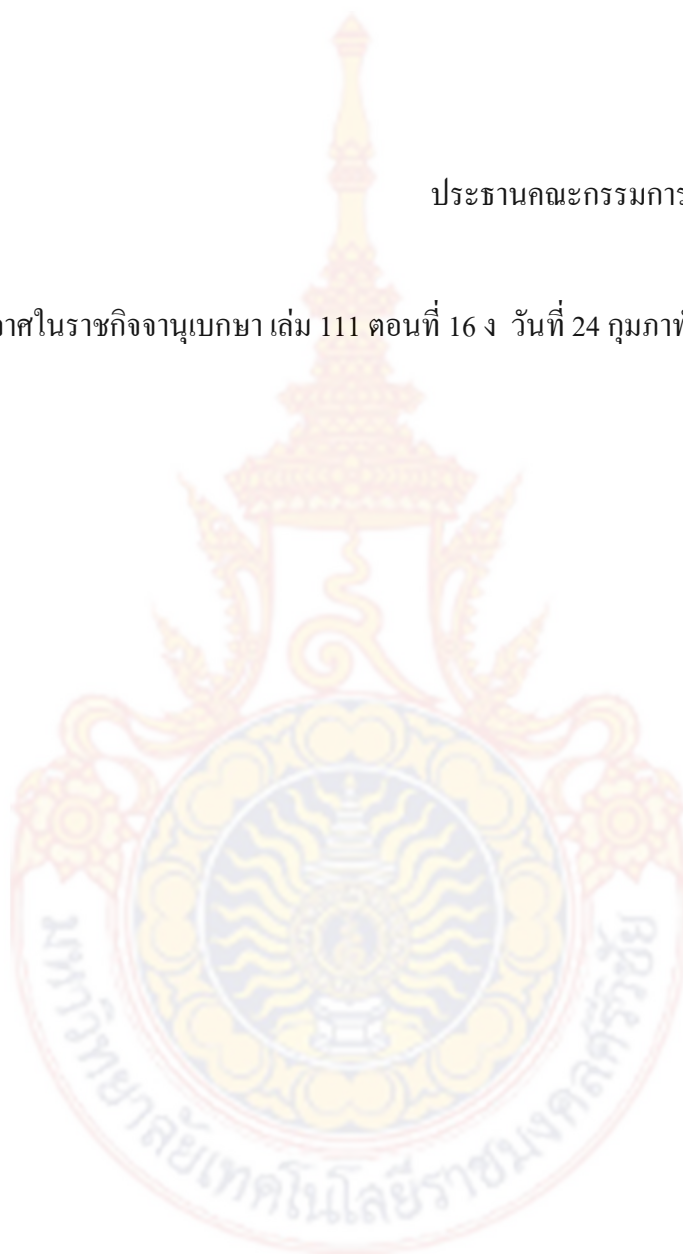 ประธานคณะกรรมการ
าศในราชกิจจานุเบกษา เล่ม 111 ตอนที่ 16 ง วันที่ 24 กุมภาพั
มหาวิทยาลัยเทคโนโลยีราชมงคลศรีวิชัย